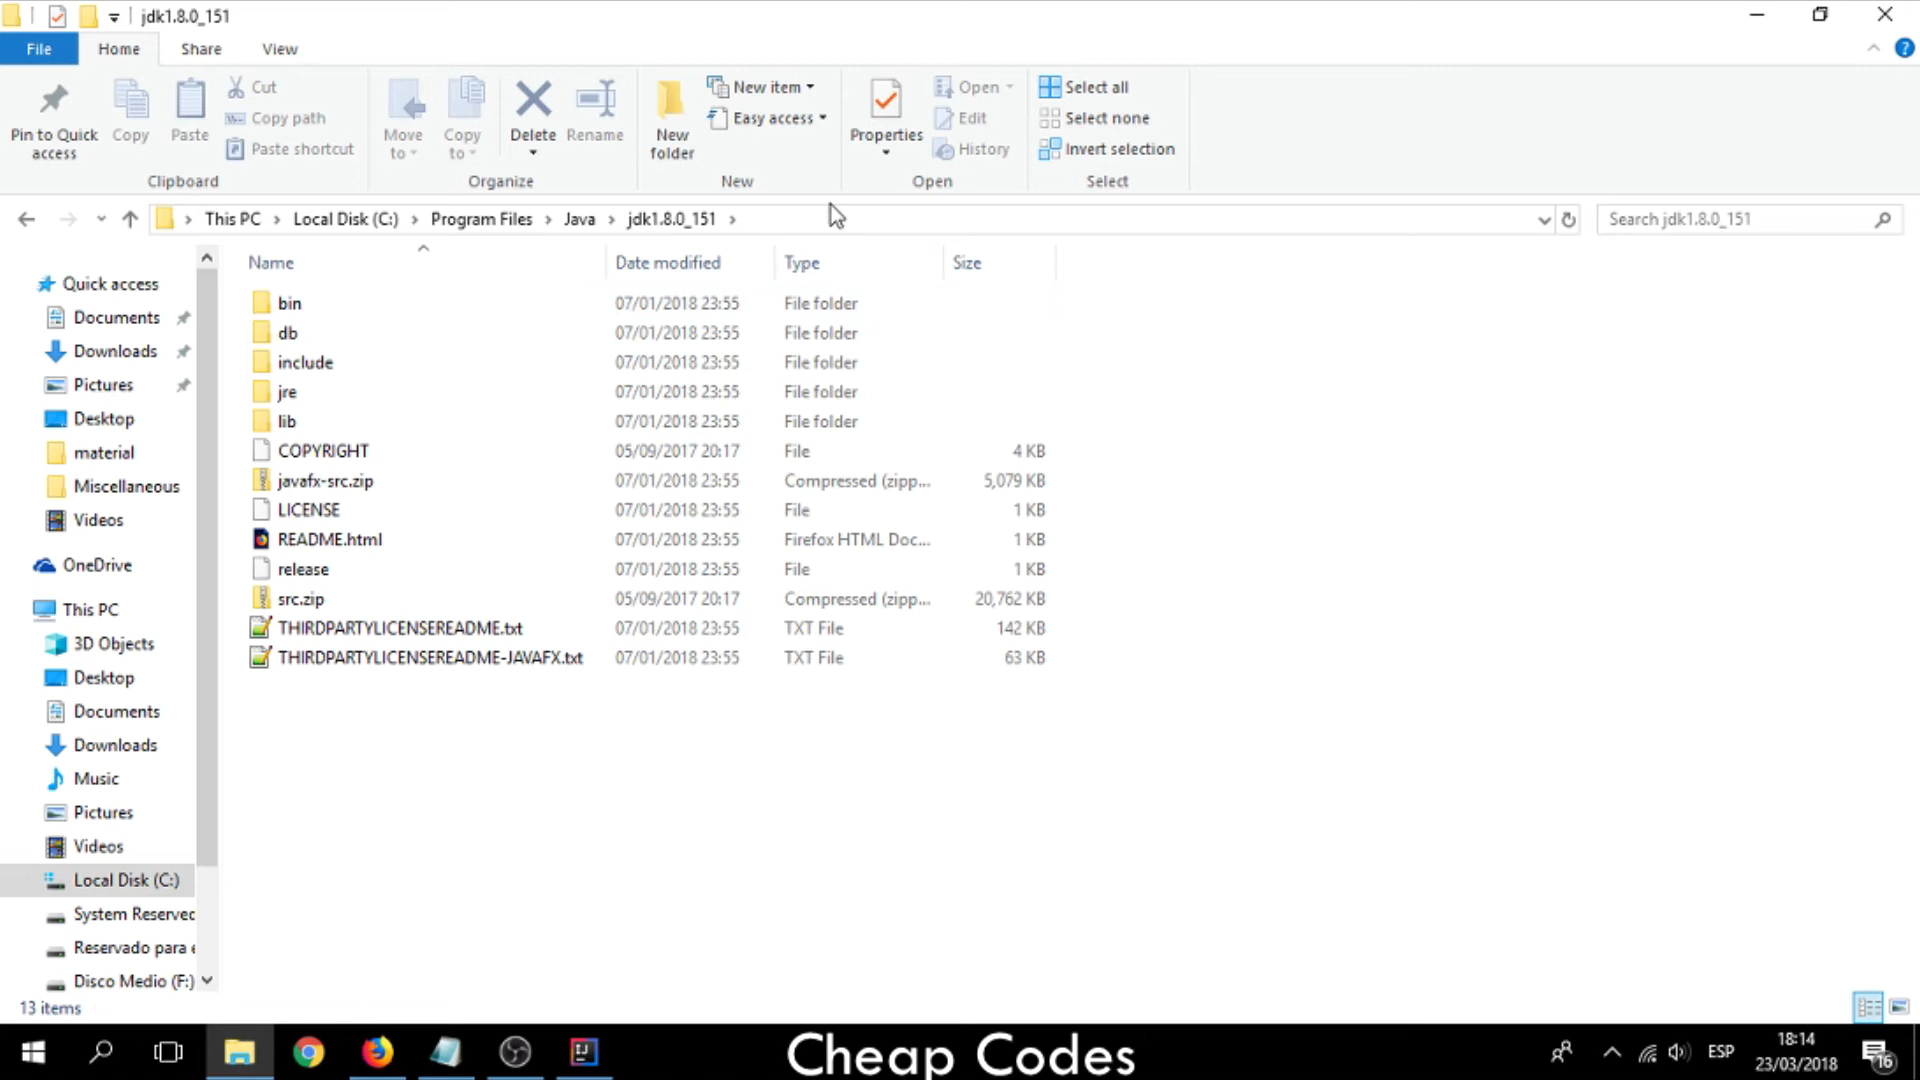 jdk1.8.0_151
File Home Share View
Pin to Quick access
Copy
Paste
Cut
Copy path
Paste shortcut
Clipboard
Move to
Copy to
Delete
Rename
Organize
New folder
New item
Easy access
New
Properties
Open
Edit
History
Open
Select all
Select none
Invert selection
Select
This PC > Local Disk (C:) > Program Files > Java > jdk1.8.0_151 >
Search jdk1.8.0_151
Quick access
Documents
Downloads
Pictures
Desktop
material
Miscellaneous
Videos
OneDrive
This PC
3D Objects
Desktop
Documents
Downloads
Music
Pictures
Videos
Local Disk (C:)
System Reserved
Reservado para e
Disco Medio (F:)
Name Date modified Type Size
bin 07/01/2018 23:55 File folder
db 07/01/2018 23:55 File folder
include 07/01/2018 23:55 File folder
jre 07/01/2018 23:55 File folder
lib 07/01/2018 23:55 File folder
COPYRIGHT 05/09/2017 20:17 File 4 KB
javafx-src.zip 07/01/2018 23:55 Compressed (zipp... 5,079 KB
LICENSE 07/01/2018 23:55 File 1 KB
README.html 07/01/2018 23:55 Firefox HTML Doc... 1 KB
release 07/01/2018 23:55 File 1 KB
src.zip 05/09/2017 20:17 Compressed (zipp... 20,762 KB
THIRDPARTYLICENSEREADME.txt 07/01/2018 23:55 TXT File 142 KB
THIRDPARTYLICENSEREADME-JAVAFX.txt 07/01/2018 23:55 TXT File 63 KB
13 items
IJ
Cheap Codes
ESP
18:14
23/03/2018
16